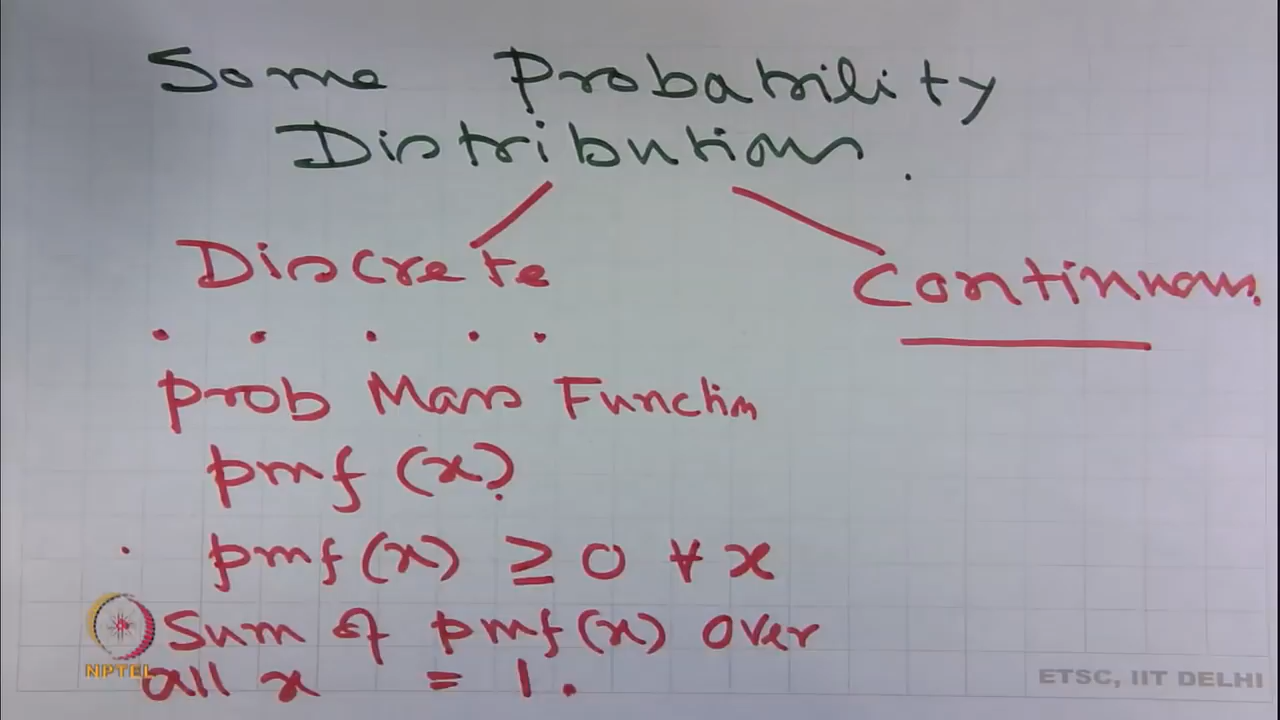 Some Probability
Distributions.
Discrete
Continuous.
. . . . .
prob Mass Function
pmf (x)
. pmf(x) ≥ 0 ∀ x
Sum of pmf(x) over
all x = 1.
NPTEL
ETSC, IIT DELHI